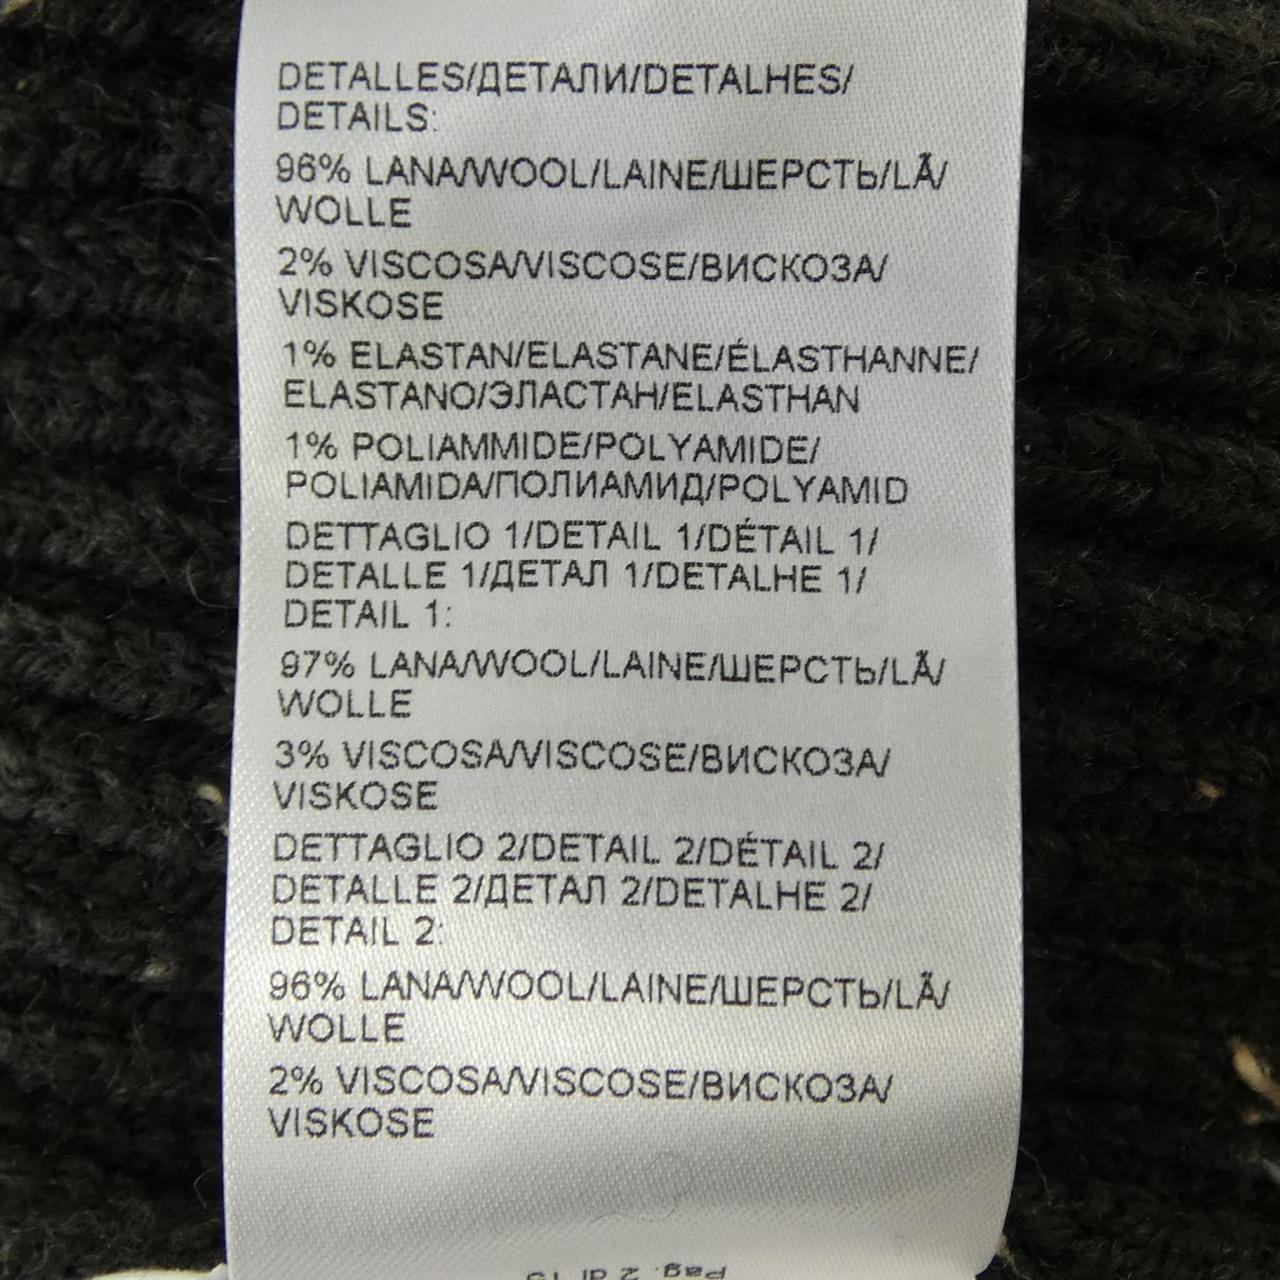 DETALLES/ДЕТАЛИ/DETALHES/
DETAILS:
96% LANA/WOOL/LAINE/ШЕРСТЬ/LÃ/
WOLLE
2% VISCOSA/VISCOSE/ВИСКОЗА/
VISKOSE
1% ELASTAN/ELASTANE/ÉLASTHANNE/
ELASTANO/ЭЛАСТАН/ELASTHAN
1% POLIAMMIDE/POLYAMIDE/
POLIAMIDA/ПОЛИАМИД/POLYAMID
DETTAGLIO 1/DETAIL 1/DÉTAIL 1/
DETALLE 1/ДЕТАЛ 1/DETALHE 1/
DETAIL 1:
97% LANA/WOOL/LAINE/ШЕРСТЬ/LÃ/
WOLLE
3% VISCOSA/VISCOSE/ВИСКОЗА/
VISKOSE
DETTAGLIO 2/DETAIL 2/DÉTAIL 2/
DETALLE 2/ДЕТАЛ 2/DETALHE 2/
DETAIL 2:
96% LANA/WOOL/LAINE/ШЕРСТЬ/LÃ/
WOLLE
2% VISCOSA/VISCOSE/ВИСКОЗА/
VISKOSE
Pag. 2 di